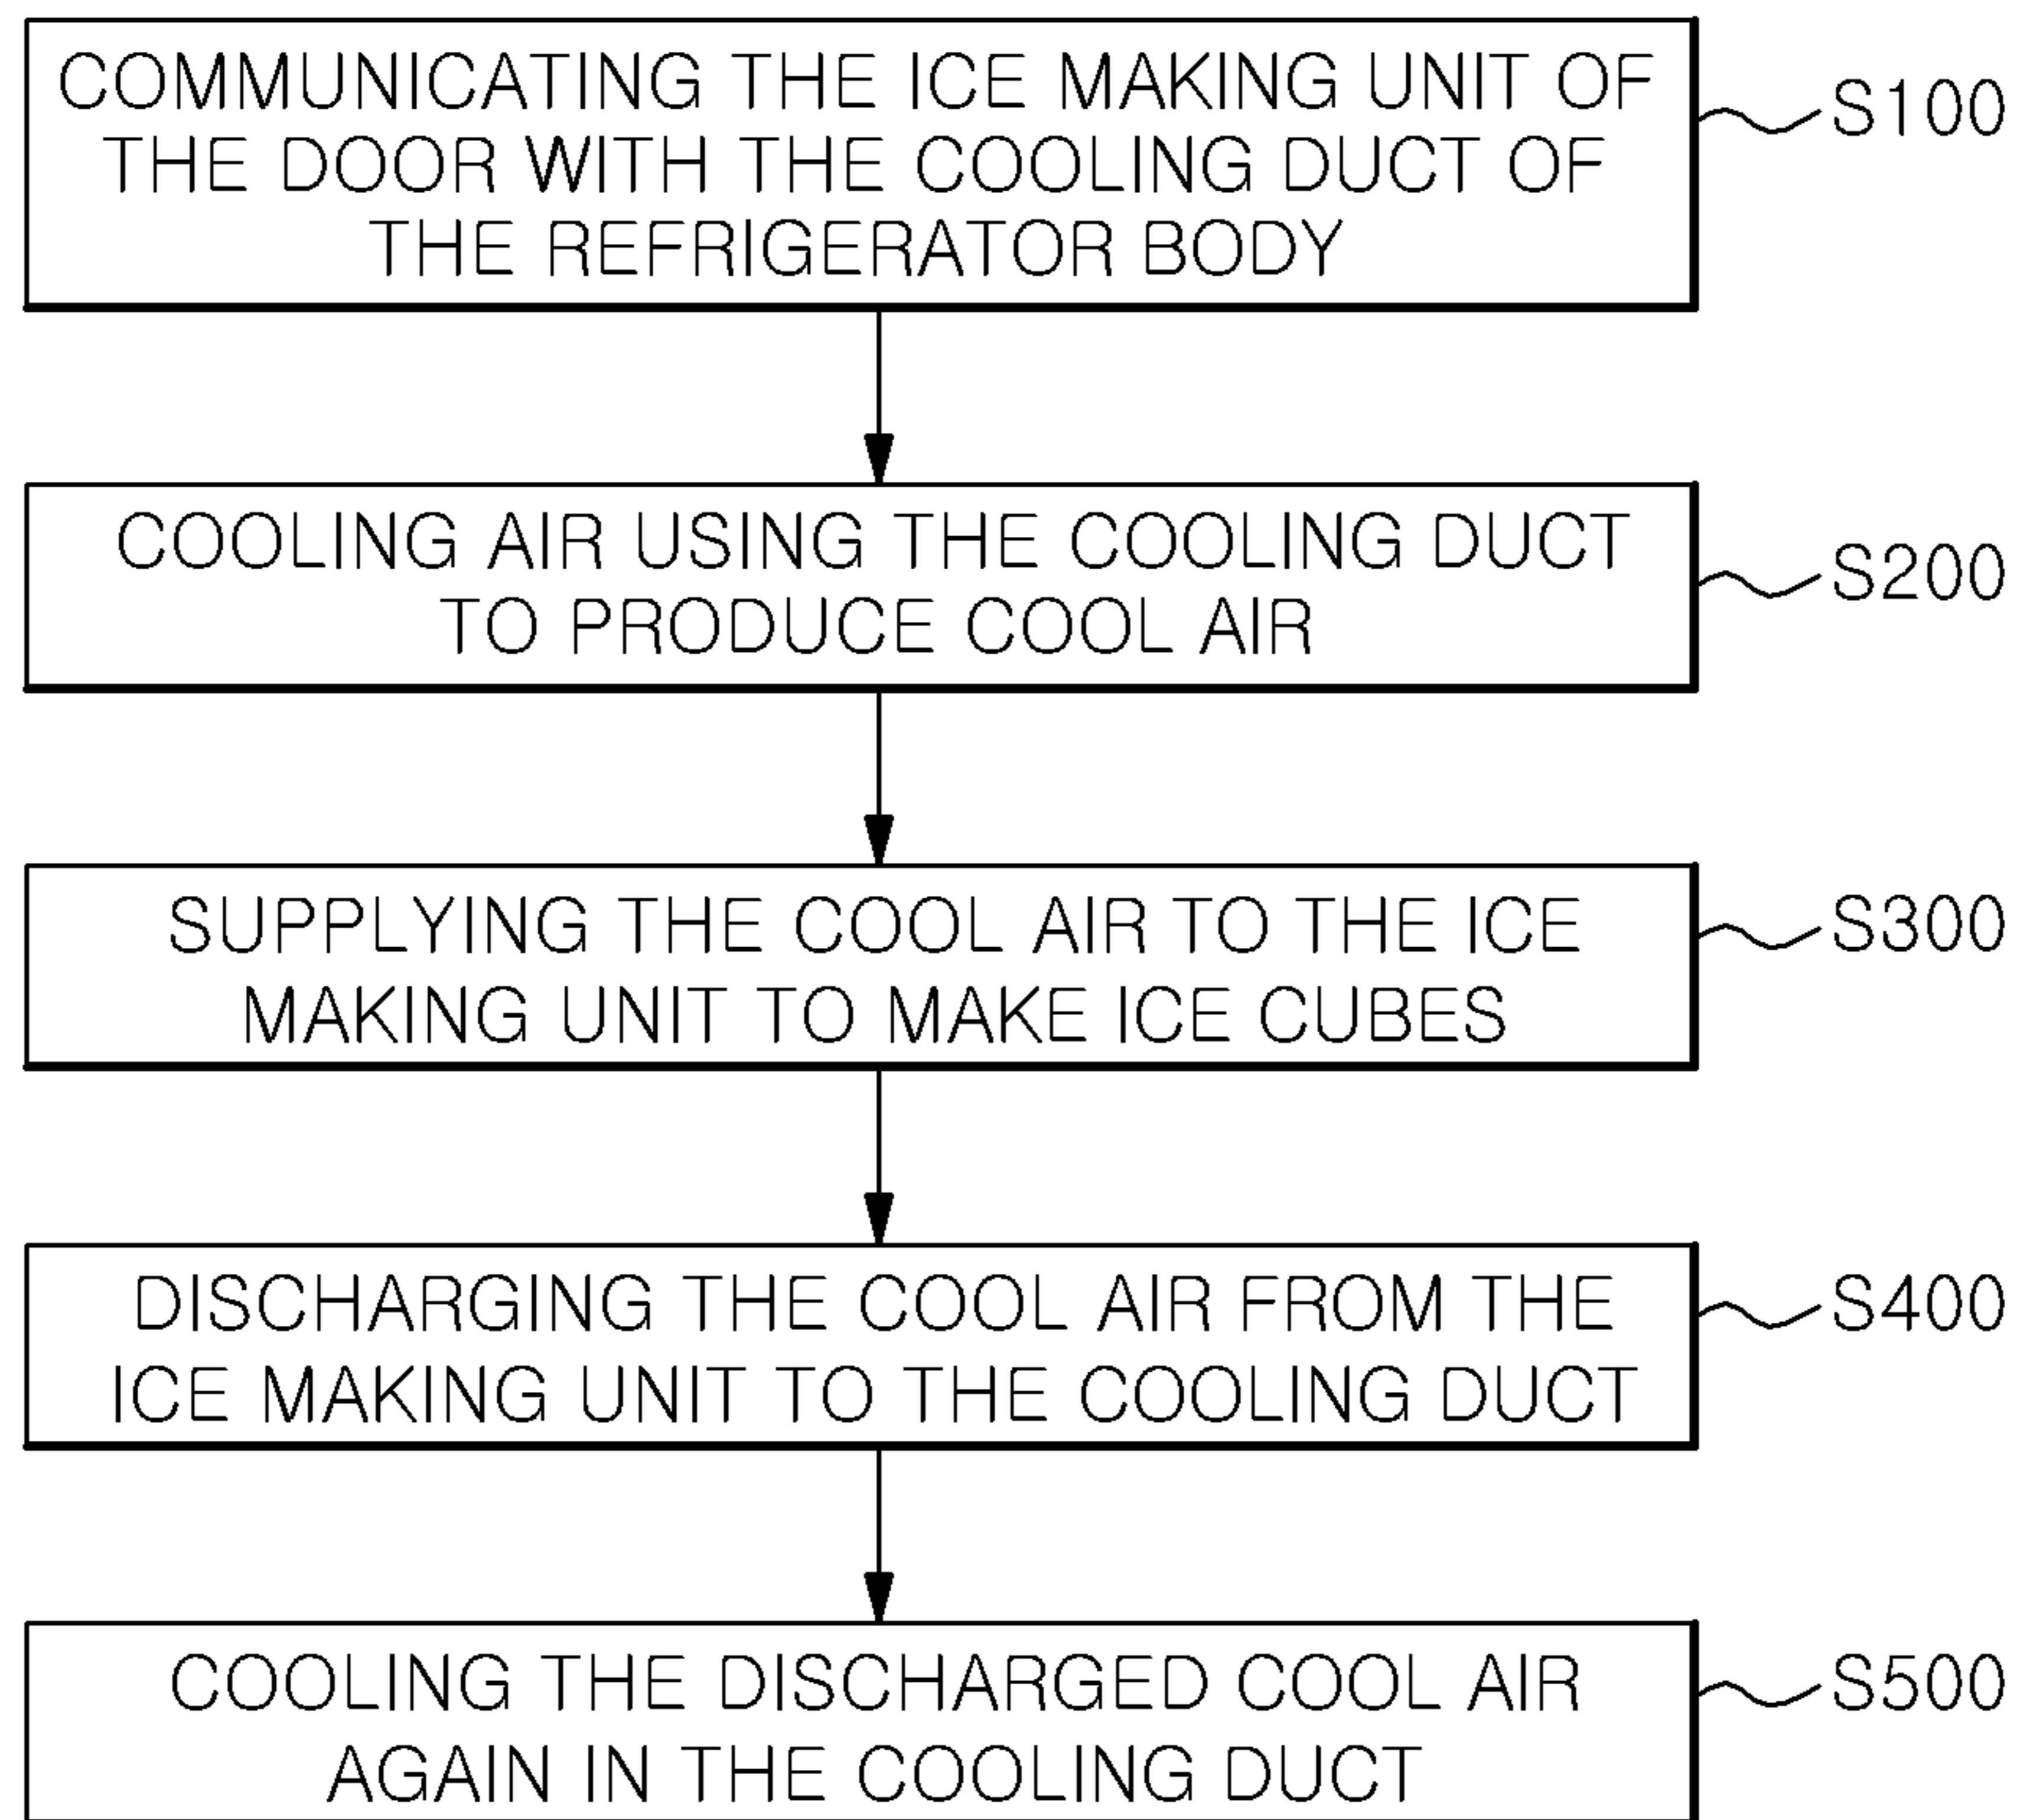 COMMUNICATING THE ICE MAKING UNIT OF
THE DOOR WITH THE COOLING DUCT OF
THE REFRIGERATOR BODY
S100
COOLING AIR USING THE COOLING DUCT
TO PRODUCE COOL AIR
S200
SUPPLYING THE COOL AIR TO THE ICE
MAKING UNIT TO MAKE ICE CUBES
S300
DISCHARGING THE COOL AIR FROM THE
ICE MAKING UNIT TO THE COOLING DUCT
S400
COOLING THE DISCHARGED COOL AIR
AGAIN IN THE COOLING DUCT
S500